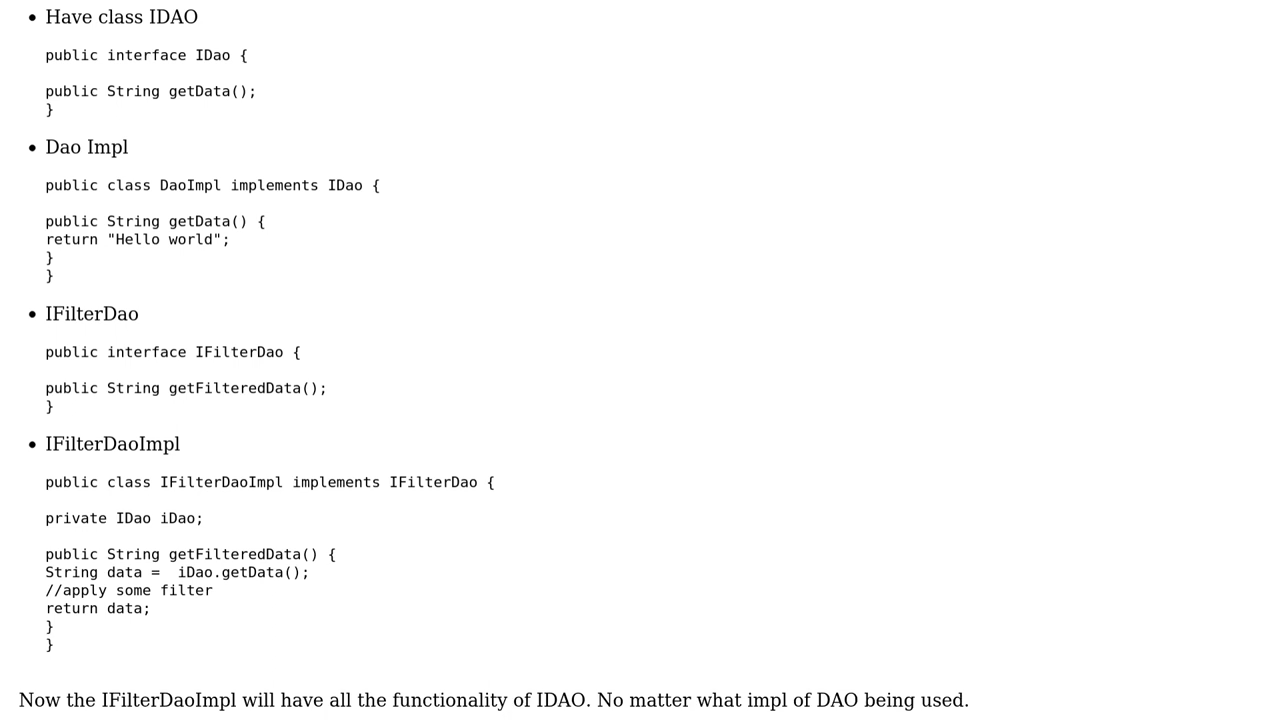 • Have class IDAO
public interface IDao {
public String getData();
}
• Dao Impl
public class DaoImpl implements IDao {
public String getData() {
return "Hello world";
}
}
• IFilterDao
public interface IFilterDao {
public String getFilteredData();
}
• IFilterDaoImpl
public class IFilterDaoImpl implements IFilterDao {
private IDao iDao;
public String getFilteredData() {
String data =  iDao.getData();
//apply some filter
return data;
}
}
Now the IFilterDaoImpl will have all the functionality of IDAO. No matter what impl of DAO being used.